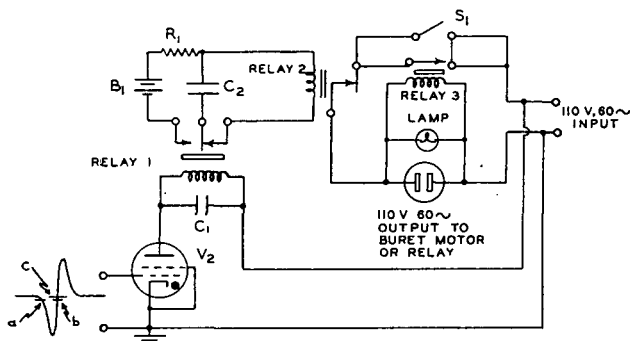 S1
R1
RELAY 2
B1
C2
RELAY 3
LAMP
110 V, 60~
INPUT
RELAY 1
C1
110 V 60~
OUTPUT TO
BURET MOTOR
OR RELAY
V2
c
a
b